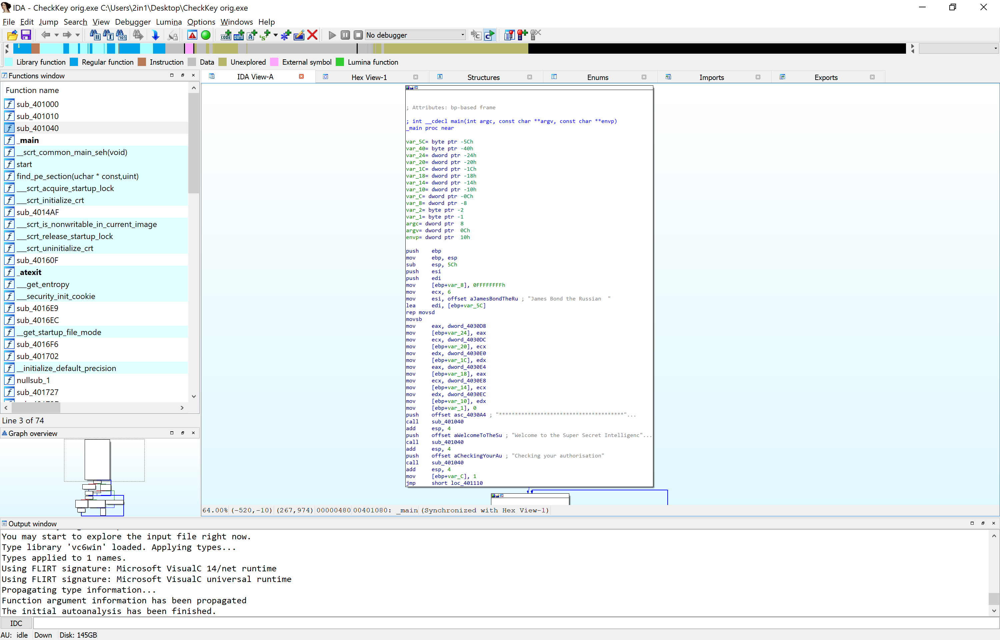 IDA - CheckKey orig.exe C:\Users\2in1\Desktop\CheckKey orig.exe
File Edit Jump Search View Debugger Lumina Options Windows Help
No debugger
Library function Regular function Instruction Data Unexplored External symbol Lumina function
Functions window
IDA View-A Hex View-1 Structures Enums Imports Exports
Function name
sub_401000
sub_401010
sub_401040
_main
__scrt_common_main_seh(void)
start
find_pe_section(uchar * const,uint)
___scrt_acquire_startup_lock
___scrt_initialize_crt
sub_4014AF
___scrt_is_nonwritable_in_current_image
___scrt_release_startup_lock
___scrt_uninitialize_crt
sub_40160F
_atexit
___get_entropy
___security_init_cookie
sub_4016E9
sub_4016EC
__get_startup_file_mode
sub_4016F6
sub_401702
__initialize_default_precision
nullsub_1
sub_401727
Line 3 of 74
Graph overview
; Attributes: bp-based frame
; int __cdecl main(int argc, const char **argv, const char **envp)
_main proc near
var_5C= byte ptr -5Ch
var_40= byte ptr -40h
var_24= dword ptr -24h
var_20= dword ptr -20h
var_1C= dword ptr -1Ch
var_18= dword ptr -18h
var_14= dword ptr -14h
var_10= dword ptr -10h
var_C= dword ptr -0Ch
var_8= dword ptr -8
var_2= byte ptr -2
var_1= byte ptr -1
argc= dword ptr 8
argv= dword ptr 0Ch
envp= dword ptr 10h
push ebp
mov ebp, esp
sub esp, 5Ch
push esi
push edi
mov [ebp+var_8], 0FFFFFFFFh
mov ecx, 6
mov esi, offset aJamesBondTheRu ; "James Bond the Russian  "
lea edi, [ebp+var_5C]
rep movsd
movsb
mov eax, dword_4030D8
mov [ebp+var_24], eax
mov ecx, dword_4030DC
mov [ebp+var_20], ecx
mov edx, dword_4030E0
mov [ebp+var_1C], edx
mov eax, dword_4030E4
mov [ebp+var_18], eax
mov ecx, dword_4030E8
mov [ebp+var_14], ecx
mov edx, dword_4030EC
mov [ebp+var_10], edx
mov [ebp+var_1], 0
push offset asc_4030A4 ; "***************************************"...
call sub_401040
add esp, 4
push offset aWelcomeToTheSu ; "Welcome to the Super Secret Intelligenc"...
call sub_401040
add esp, 4
push offset aCheckingYourAu ; "Checking your authorisation"
call sub_401040
add esp, 4
mov [ebp+var_C], 1
jmp short loc_401110
64.00% (-520,-10) (267,974) 00000480 00401080: _main (Synchronized with Hex View-1)
Output window
You may start to explore the input file right now.
Type library 'vc6win' loaded. Applying types...
Types applied to 1 names.
Using FLIRT signature: Microsoft VisualC 14/net runtime
Using FLIRT signature: Microsoft VisualC universal runtime
Propagating type information...
Function argument information has been propagated
The initial autoanalysis has been finished.
IDC
AU: idle Down Disk: 145GB